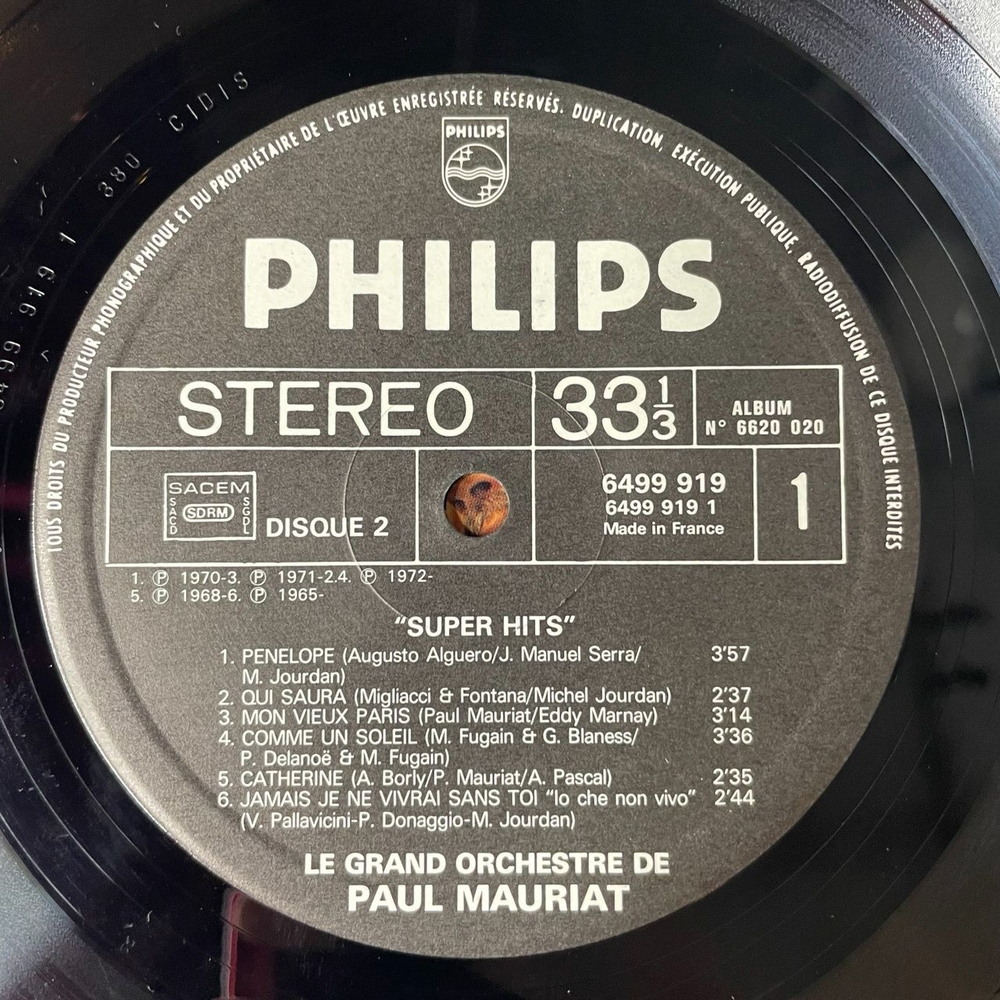 TOUS DROITS DU PRODUCTEUR PHONOGRAPHIQUE ET DU PROPRIÉTAIRE DE L'ŒUVRE ENREGISTRÉE RÉSERVÉS. DUPLICATION, EXÉCUTION PUBLIQUE, RADIODIFFUSION DE CE DISQUE INTERDITES
CIDIS
380
919 1
PHILIPS
PHILIPS
STEREO
33 1/3
ALBUM
N° 6620 020
SACEM
SACD
SDRM
SGDL
DISQUE 2
6499 919
6499 919 1
Made in France
1
1. ℗ 1970-3. ℗ 1971-2.4. ℗ 1972-
5. ℗ 1968-6. ℗ 1965-
"SUPER HITS"
1. PENELOPE (Augusto Alguero/J. Manuel Serra/ 3'57
M. Jourdan)
2. QUI SAURA (Migliacci & Fontana/Michel Jourdan) 2'37
3. MON VIEUX PARIS (Paul Mauriat/Eddy Marnay) 3'14
4. COMME UN SOLEIL (M. Fugain & G. Blaness/ 3'36
P. Delanoë & M. Fugain)
5. CATHERINE (A. Borly/P. Mauriat/A. Pascal) 2'35
6. JAMAIS JE NE VIVRAI SANS TOI "Io che non vivo" 2'44
(V. Pallavicini-P. Donaggio-M. Jourdan)
LE GRAND ORCHESTRE DE
PAUL MAURIAT